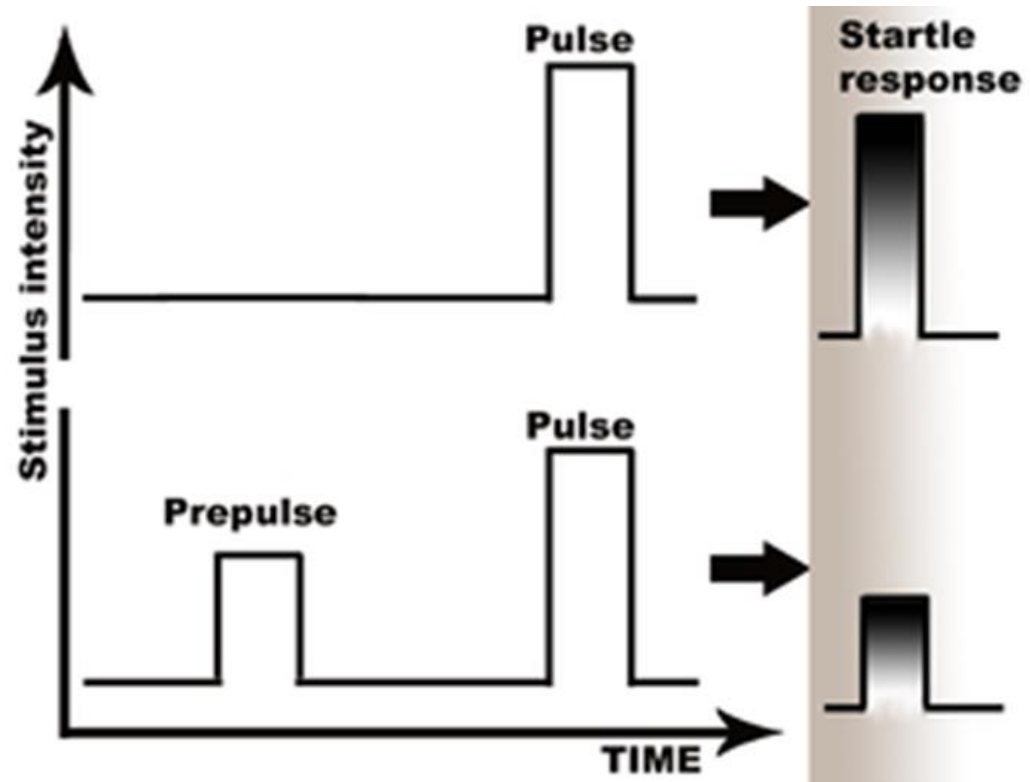 Pulse
Startle
response
Stimulus intensity
Pulse
Prepulse
TIME